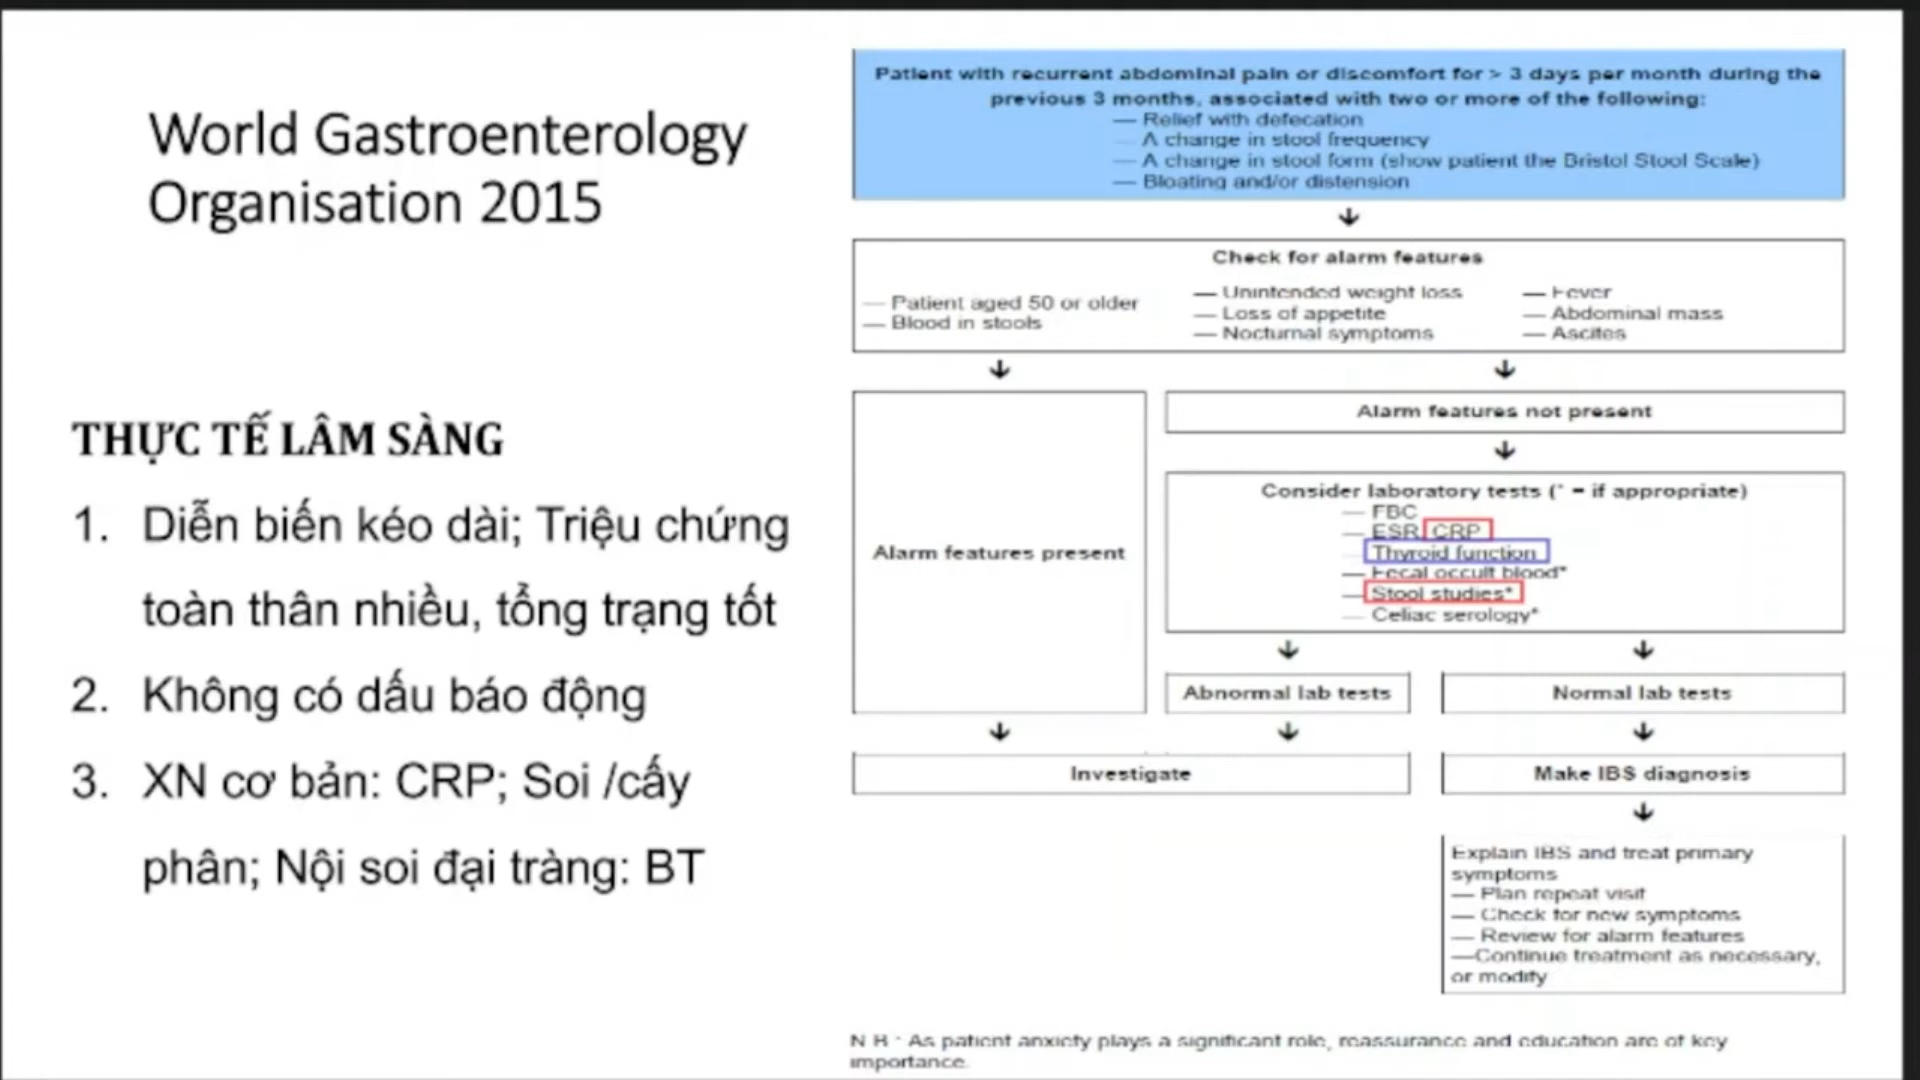 World Gastroenterology
Organisation 2015
THỰC TẾ LÂM SÀNG
1. Diễn biến kéo dài; Triệu chứng
toàn thân nhiều, tổng trạng tốt
2. Không có dấu báo động
3. XN cơ bản: CRP; Soi /cấy
phân; Nội soi đại tràng: BT
Patient with recurrent abdominal pain or discomfort for > 3 days per month during the
previous 3 months, associated with two or more of the following:
— Relief with defecation
— A change in stool frequency
— A change in stool form (show patient the Bristol Stool Scale)
— Bloating and/or distension
Check for alarm features
— Patient aged 50 or older
— Blood in stools
— Unintended weight loss
— Loss of appetite
— Nocturnal symptoms
— Fever
— Abdominal mass
— Ascites
Alarm features present
Alarm features not present
Consider laboratory tests (* = if appropriate)
— FBC
— ESR CRP
— Thyroid function
— Fecal occult blood*
— Stool studies*
— Celiac serology*
Abnormal lab tests
Normal lab tests
Investigate
Make IBS diagnosis
Explain IBS and treat primary
symptoms
— Plan repeat visit
— Check for new symptoms
— Review for alarm features
—Continue treatment as necessary,
or modify
N.B.: As patient anxiety plays a significant role, reassurance and education are of key
importance.